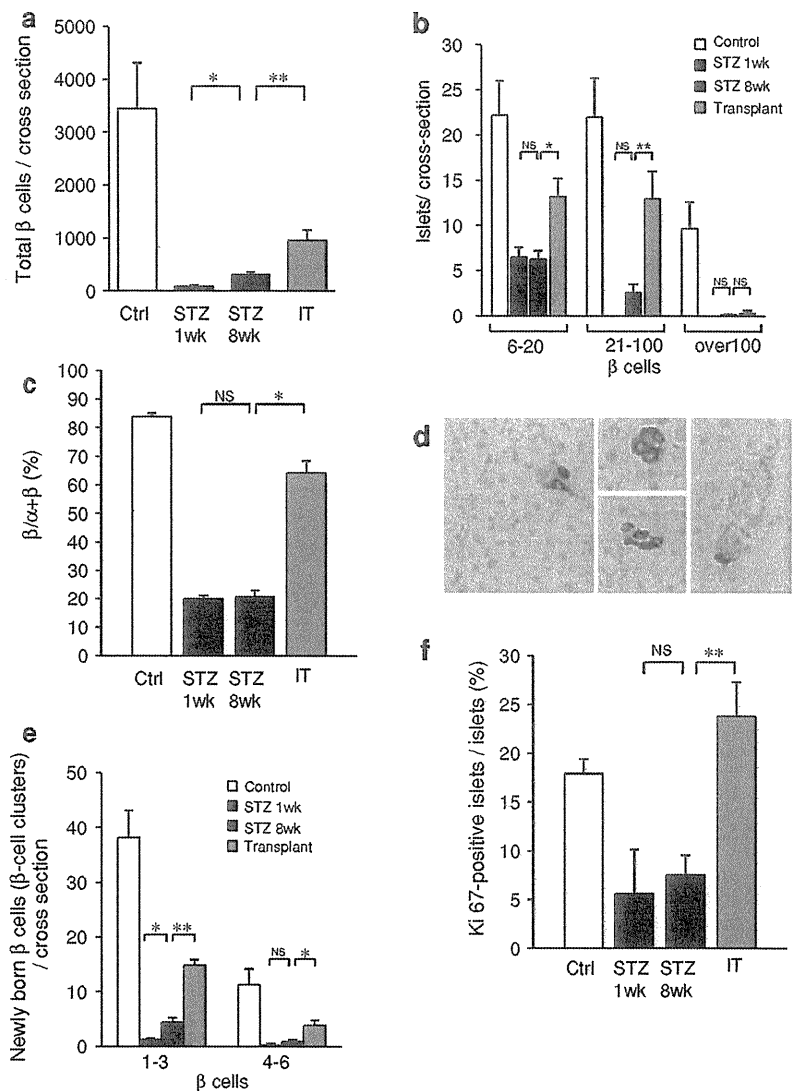 a
Total β cells / cross section
5000
4000
3000
2000
1000
0
*
**
Ctrl
STZ
1wk
STZ
8wk
IT
b
Islets/ cross-section
30
25
20
15
10
5
0
Control
STZ 1wk
STZ 8wk
Transplant
NS
*
NS
**
NS
NS
6-20
21-100
over100
β cells
c
β/α+β (%)
90
80
70
60
50
40
30
20
10
0
NS
*
Ctrl
STZ
1wk
STZ
8wk
IT
d
e
Newly born β cells (β-cell clusters)
/ cross section
50
40
30
20
10
0
Control
STZ 1wk
STZ 8wk
Transplant
*
**
NS
*
1-3
4-6
β cells
f
Ki 67-positive islets / islets (%)
30
25
20
15
10
5
0
NS
**
Ctrl
STZ
1wk
STZ
8wk
IT